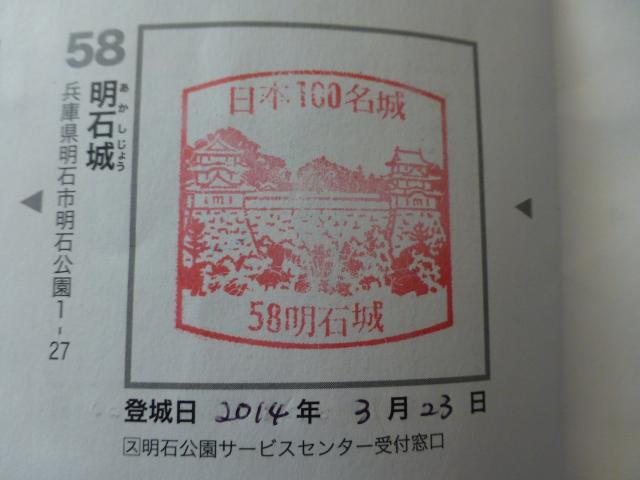 58
明石城
あかしじょう
兵庫県明石市明石公園1-27
日本100名城
58明石城
登城日 2014年 3月23日
ス明石公園サービスセンター受付窓口